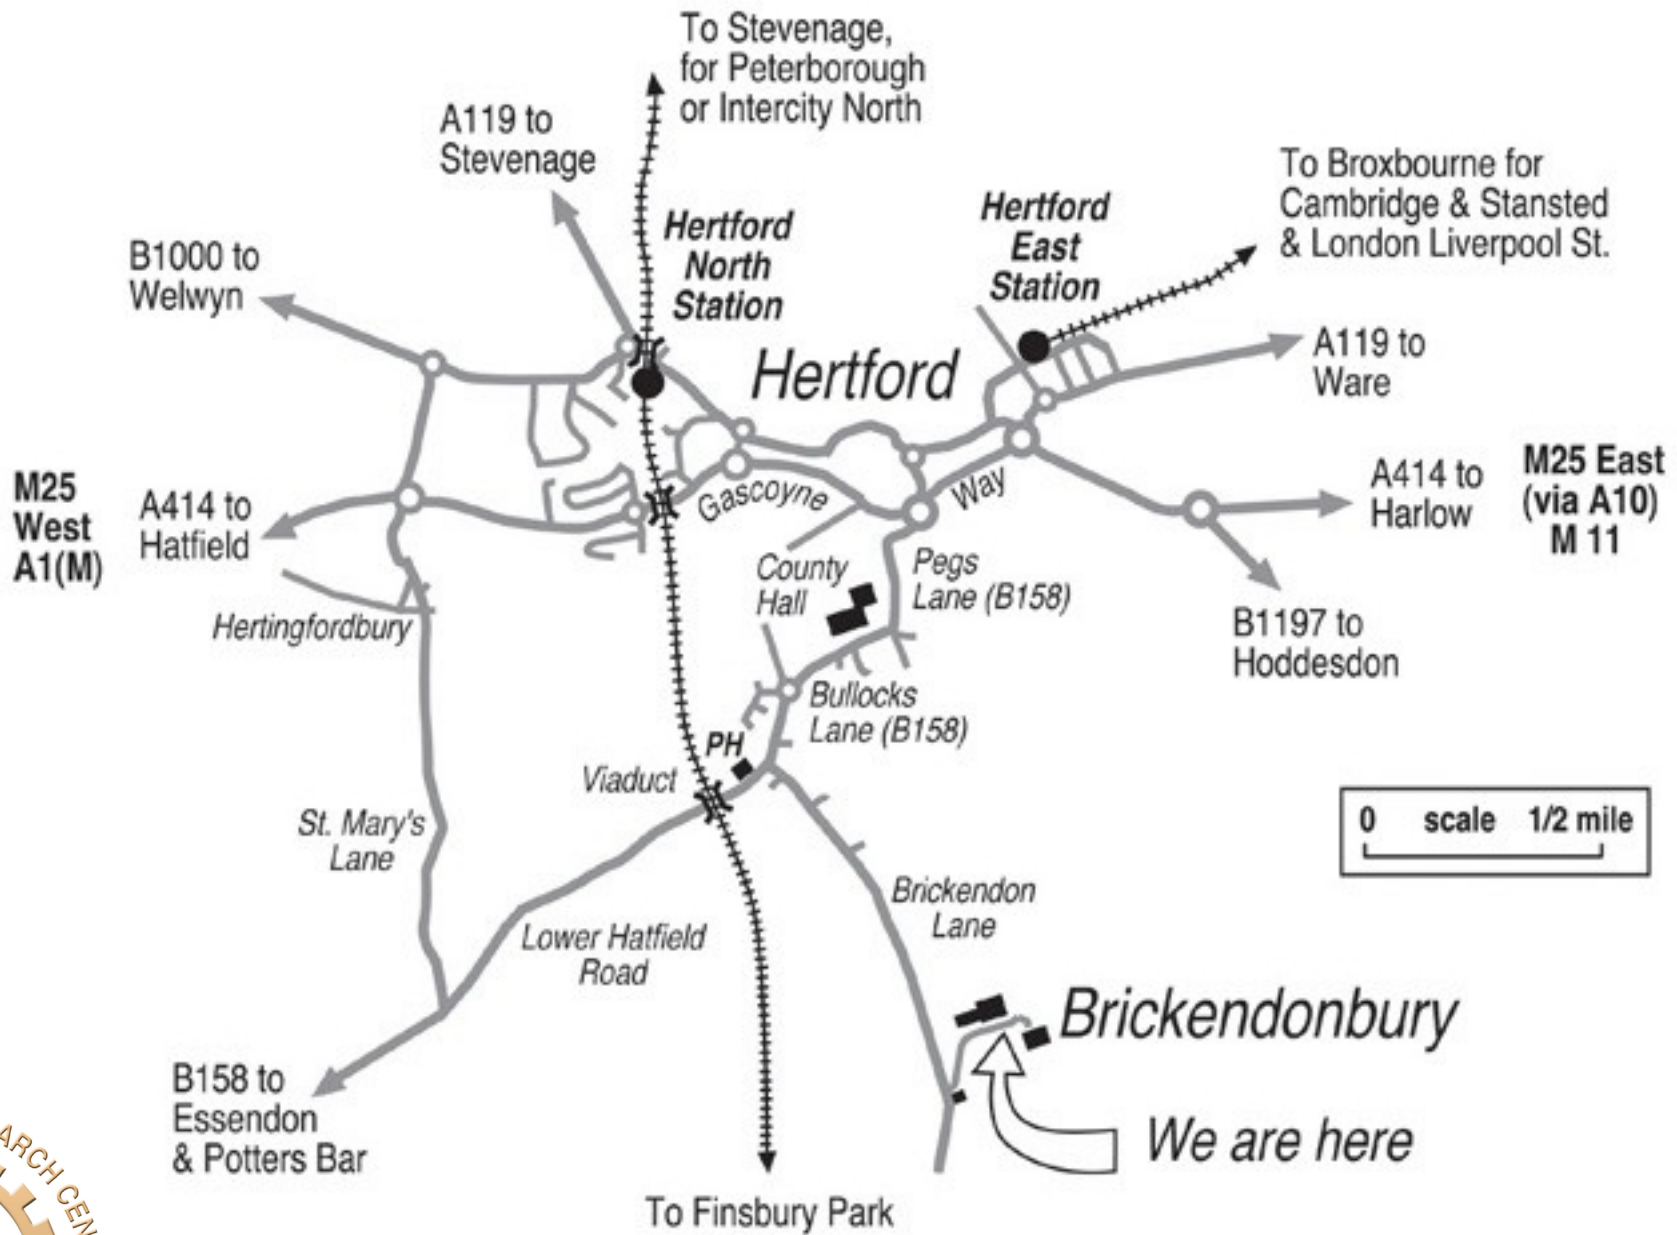 To Stevenage,
for Peterborough
or Intercity North
A119 to
Stevenage
To Broxbourne for
Cambridge & Stansted
& London Liverpool St.
Hertford
North
Station
Hertford
East
Station
B1000 to
Welwyn
Hertford
A119 to
Ware
M25
West
A1(M)
A414 to
Hatfield
Gascoyne
Way
A414 to
Harlow
M25 East
(via A10)
M 11
County
Hall
Pegs
Lane (B158)
Hertingfordbury
B1197 to
Hoddesdon
Bullocks
Lane (B158)
PH
Viaduct
St. Mary's
Lane
0 scale 1/2 mile
Brickendon
Lane
Lower Hatfield
Road
Brickendonbury
B158 to
Essendon
& Potters Bar
We are here
To Finsbury Park